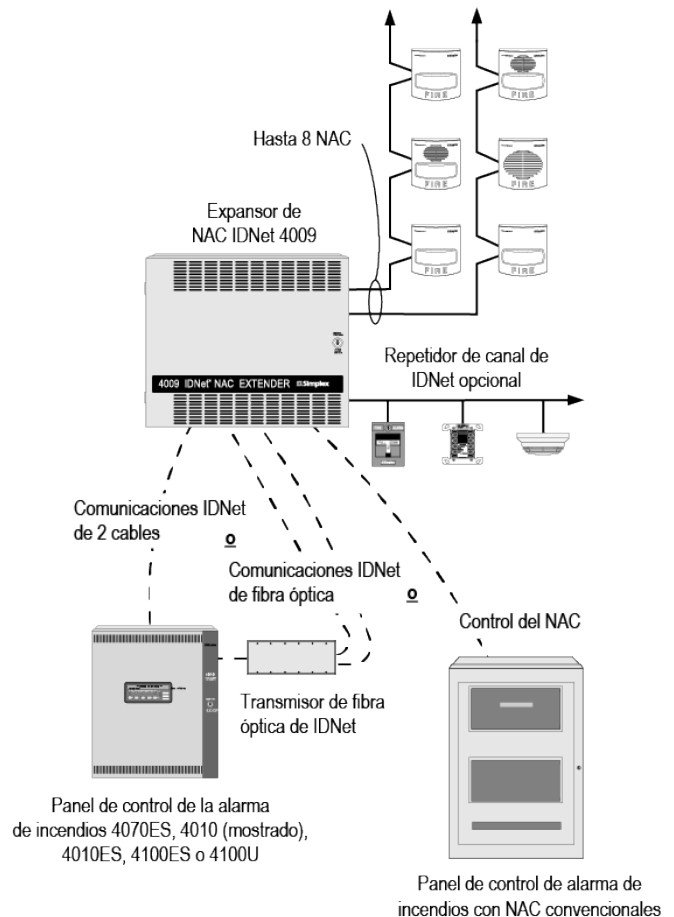 FIRE
FIRE
Hasta 8 NAC
FIRE
FIRE
Expansor de
NAC IDNet 4009
FIRE
FIRE
Repetidor de canal de
IDNet opcional
4009 IDNet® NAC EXTENDER Simplex
Comunicaciones IDNet
de 2 cables
o
Comunicaciones IDNet
de fibra óptica
o
Control del NAC
Transmisor de fibra
óptica de IDNet
Panel de control de la alarma
de incendios 4070ES, 4010 (mostrado),
4010ES, 4100ES o 4100U
Panel de control de alarma de
incendios con NAC convencionales